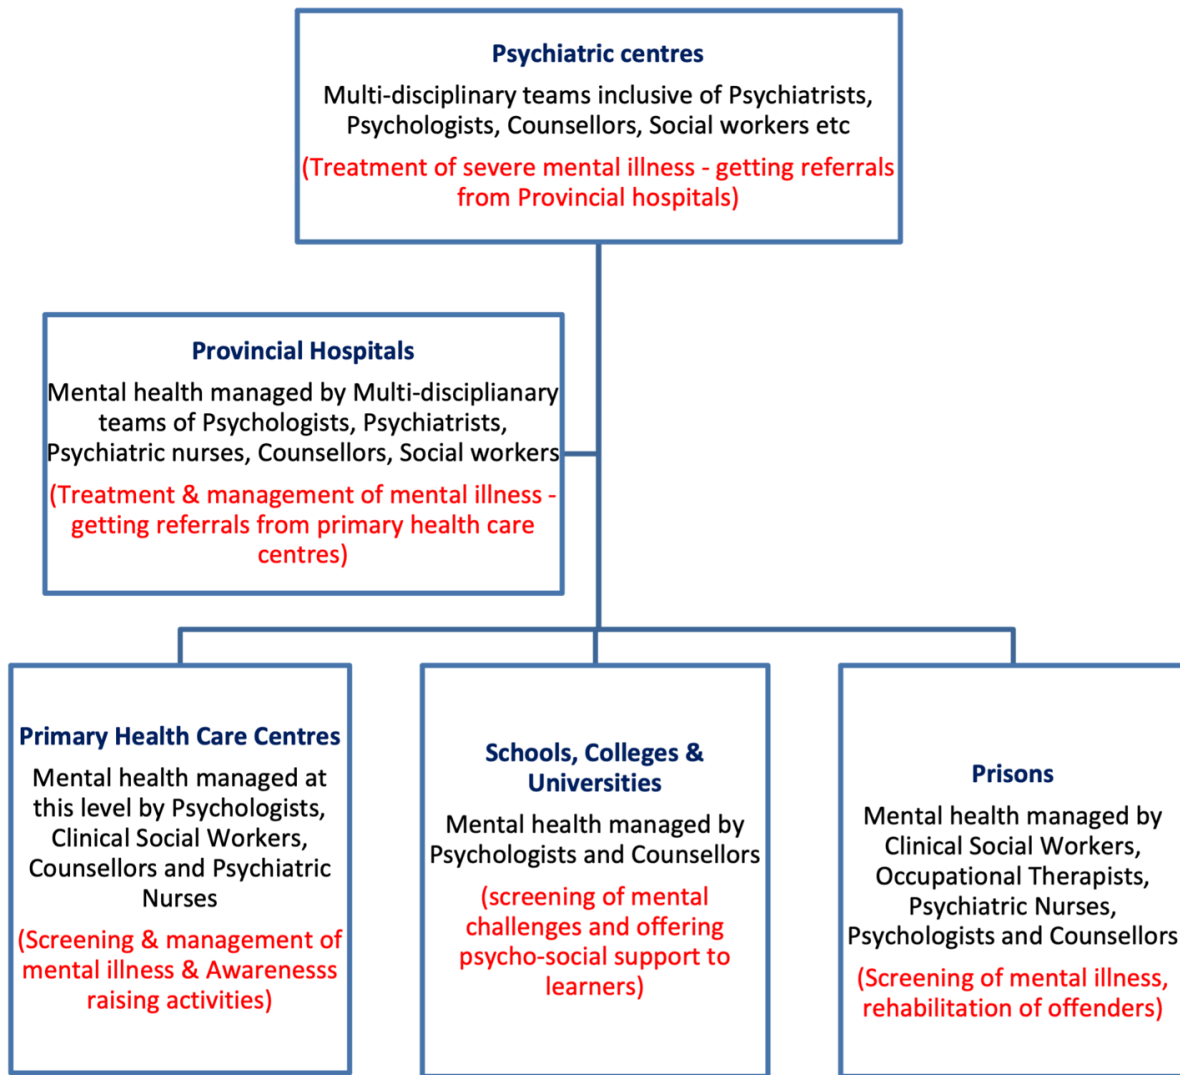 Psychiatric centres
Multi-disciplinary teams inclusive of Psychiatrists,
Psychologists, Counsellors, Social workers etc
(Treatment of severe mental illness - getting referrals
from Provincial hospitals)
Provincial Hospitals
Mental health managed by Multi-disciplianary
teams of Psychologists, Psychiatrists,
Psychiatric nurses, Counsellors, Social workers
(Treatment & management of mental illness -
getting referrals from primary health care
centres)
Primary Health Care Centres
Mental health managed at
this level by Psychologists,
Clinical Social Workers,
Counsellors and Psychiatric
Nurses
(Screening & management of
mental illness & Awarenesss
raising activities)
Schools, Colleges &
Universities
Mental health managed by
Psychologists and Counsellors
(screening of mental
challenges and offering
psycho-social support to
learners)
Prisons
Mental health managed by
Clinical Social Workers,
Occupational Therapists,
Psychiatric Nurses,
Psychologists and Counsellors
(Screening of mental illness,
rehabilitation of offenders)